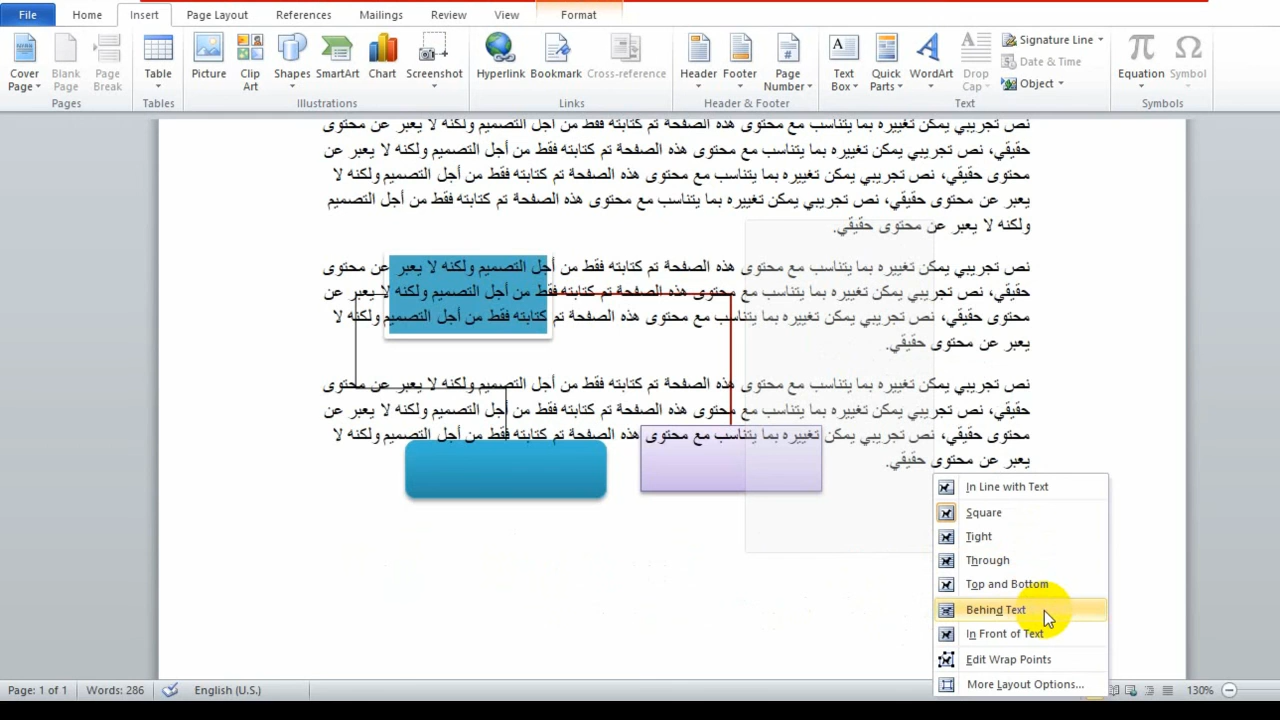 File Home Insert Page Layout References Mailings Review View Format
Cover Page Blank Page Page Break
Pages
Table
Tables
Picture Clip Art Shapes SmartArt Chart Screenshot
Illustrations
Hyperlink Bookmark Cross-reference
Links
Header Footer Page Number
Header & Footer
Text Box Quick Parts WordArt Drop Cap Signature Line Date & Time Object
Text
Equation Symbol
Symbols
نص تجريبي يمكن تغييره بما يتناسب مع محتوى هذه الصفحة تم كتابته فقط من أجل التصميم ولكنه لا يعبر عن محتوى
حقيقي، نص تجريبي يمكن تغييره بما يتناسب مع محتوى هذه الصفحة تم كتابته فقط من أجل التصميم ولكنه لا يعبر عن
محتوى حقيقي، نص تجريبي يمكن تغييره بما يتناسب مع محتوى هذه الصفحة تم كتابته فقط من أجل التصميم ولكنه لا
يعبر عن محتوى حقيقي، نص تجريبي يمكن تغييره بما يتناسب مع محتوى هذه الصفحة تم كتابته فقط من أجل التصميم
ولكنه لا يعبر عن محتوى حقيقي.
نص تجريبي يمكن تغييره بما يتناسب مع محتوى هذه الصفحة تم كتابته فقط من أجل التصميم ولكنه لا يعبر عن محتوى
حقيقي، نص تجريبي يمكن تغييره بما يتناسب مع محتوى هذه الصفحة تم كتابته فقط من أجل التصميم ولكنه لا يعبر عن
محتوى حقيقي، نص تجريبي يمكن تغييره بما يتناسب مع محتوى هذه الصفحة تم كتابته فقط من أجل التصميم ولكنه لا
يعبر عن محتوى حقيقي.
نص تجريبي يمكن تغييره بما يتناسب مع محتوى هذه الصفحة تم كتابته فقط من أجل التصميم ولكنه لا يعبر عن محتوى
حقيقي، نص تجريبي يمكن تغييره بما يتناسب مع محتوى هذه الصفحة تم كتابته فقط من أجل التصميم ولكنه لا يعبر عن
محتوى حقيقي، نص تجريبي يمكن تغييره بما يتناسب مع محتوى هذه الصفحة تم كتابته فقط من أجل التصميم ولكنه لا
يعبر عن محتوى حقيقي.
In Line with Text
Square
Tight
Through
Top and Bottom
Behind Text
In Front of Text
Edit Wrap Points
More Layout Options...
Page: 1 of 1 Words: 286 English (U.S.) 130%